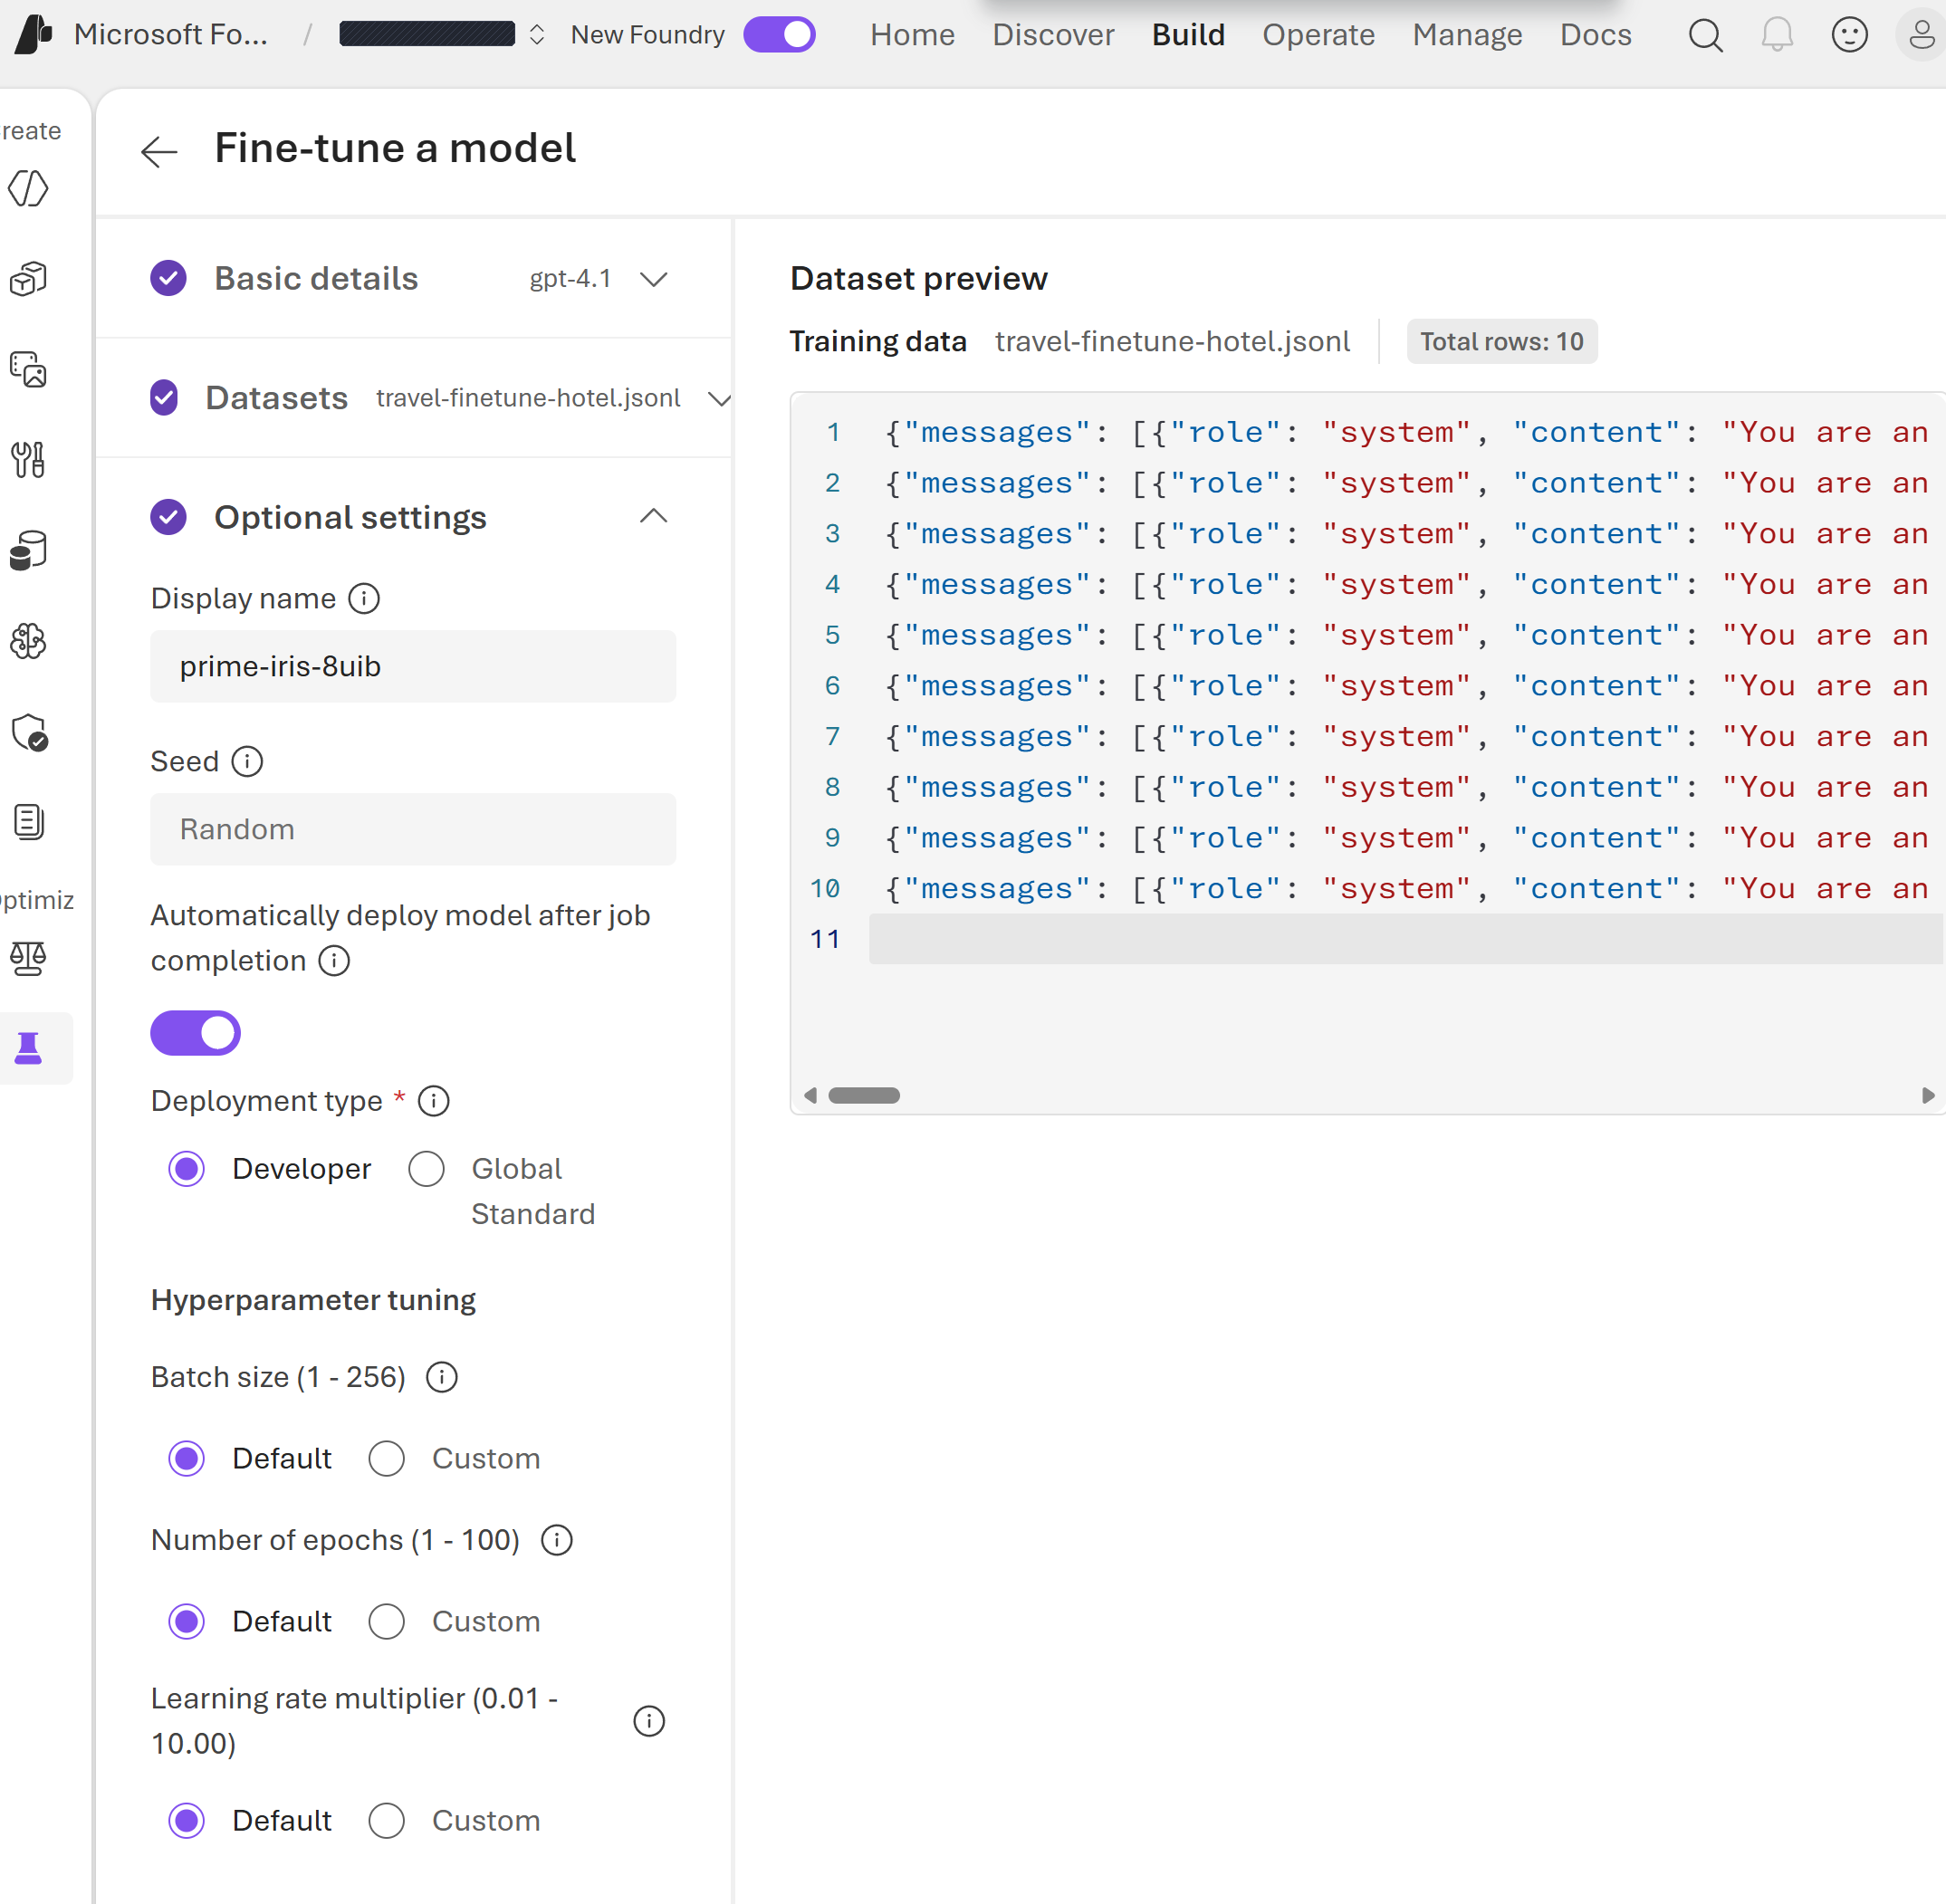 Microsoft Fo... / New Foundry Home Discover Build Operate Manage Docs
reate
Fine-tune a model
Basic details gpt-4.1
Datasets travel-finetune-hotel.jsonl
Optional settings
Display name
prime-iris-8uib
Seed
Random
Automatically deploy model after job
completion
Deployment type *
Developer Global
Standard
Hyperparameter tuning
Batch size (1 - 256)
Default Custom
Number of epochs (1 - 100)
Default Custom
Learning rate multiplier (0.01 -
10.00)
Default Custom
ptimiz
Dataset preview
Training data travel-finetune-hotel.jsonl Total rows: 10
1 {"messages": [{"role": "system", "content": "You are an
2 {"messages": [{"role": "system", "content": "You are an
3 {"messages": [{"role": "system", "content": "You are an
4 {"messages": [{"role": "system", "content": "You are an
5 {"messages": [{"role": "system", "content": "You are an
6 {"messages": [{"role": "system", "content": "You are an
7 {"messages": [{"role": "system", "content": "You are an
8 {"messages": [{"role": "system", "content": "You are an
9 {"messages": [{"role": "system", "content": "You are an
10 {"messages": [{"role": "system", "content": "You are an
11